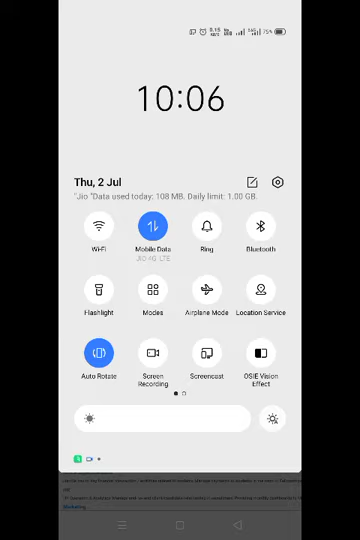 75%
10:06
Thu, 2 Jul
"Jio "Data used today: 108 MB. Daily limit: 1.00 GB.
Wi-Fi
Mobile Data
JIO 4G LTE
Ring
Bluetooth
Flashlight
Modes
Airplane Mode
Location Service
Auto Rotate
Screen Recording
Screencast
OSIE Vision Effect
Marketing